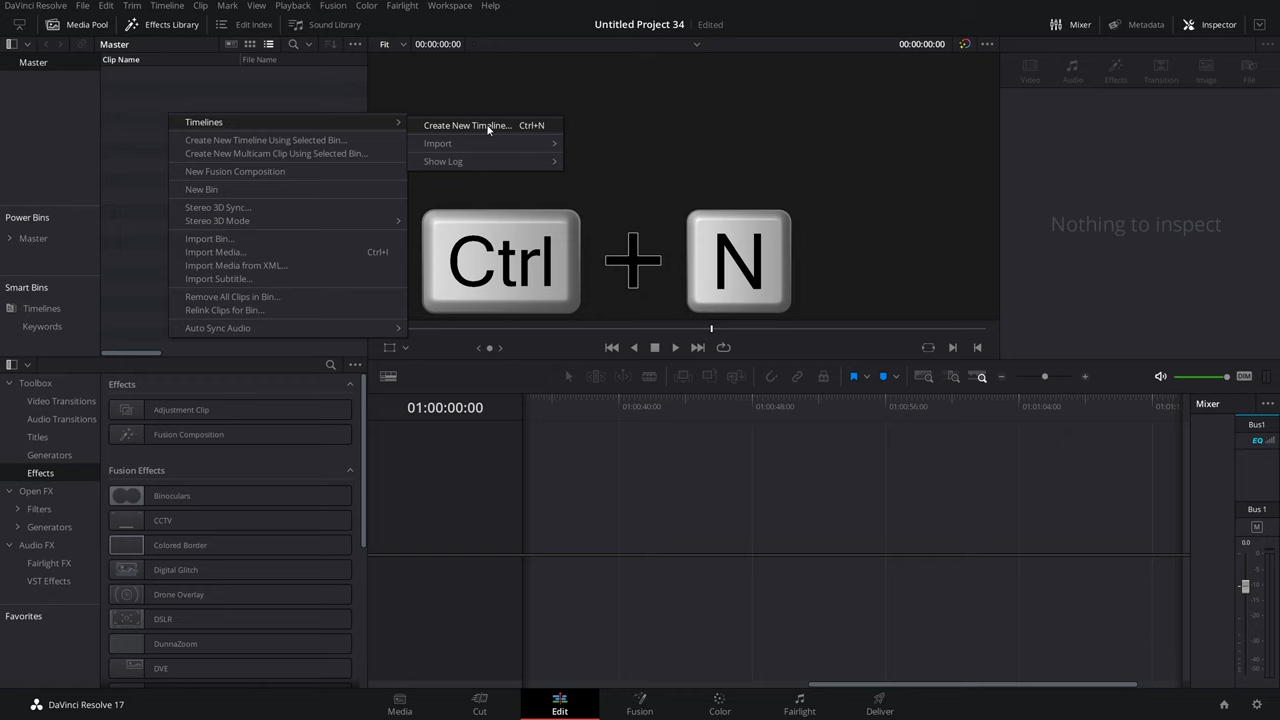 DaVinci Resolve File Edit Trim Timeline Clip Mark View Playback Fusion Color Fairlight Workspace Help
Media Pool Effects Library Edit Index Sound Library Untitled Project 34 Edited Mixer Metadata Inspector
Master Fit 00:00:00:00 00:00:00:00
Clip Name File Name
Master
Video Audio Effects Transition Image File
Timelines
Create New Timeline Using Selected Bin...
Create New Multicam Clip Using Selected Bin...
New Fusion Composition
New Bin
Stereo 3D Sync...
Stereo 3D Mode
Import Bin...
Import Media... Ctrl+I
Import Media from XML...
Import Subtitle...
Remove All Clips in Bin...
Relink Clips for Bin...
Auto Sync Audio
Create New Timeline... Ctrl+N
Import
Show Log
Ctrl + N
Nothing to inspect
Power Bins
Master
Smart Bins
Timelines
Keywords
Toolbox
Video Transitions
Audio Transitions
Titles
Generators
Effects
Open FX
Filters
Generators
Audio FX
Fairlight FX
VST Effects
Favorites
Effects
Adjustment Clip
Fusion Composition
Fusion Effects
Binoculars
CCTV
Colored Border
Digital Glitch
Drone Overlay
DSLR
DunnaZoom
DVE
DIM
01:00:00:00
01:00:40:00 01:00:48:00 01:00:56:00 01:01:04:00
Mixer
Bus1
EQ
Bus 1
M
0.0
DaVinci Resolve 17
Media Cut Edit Fusion Color Fairlight Deliver